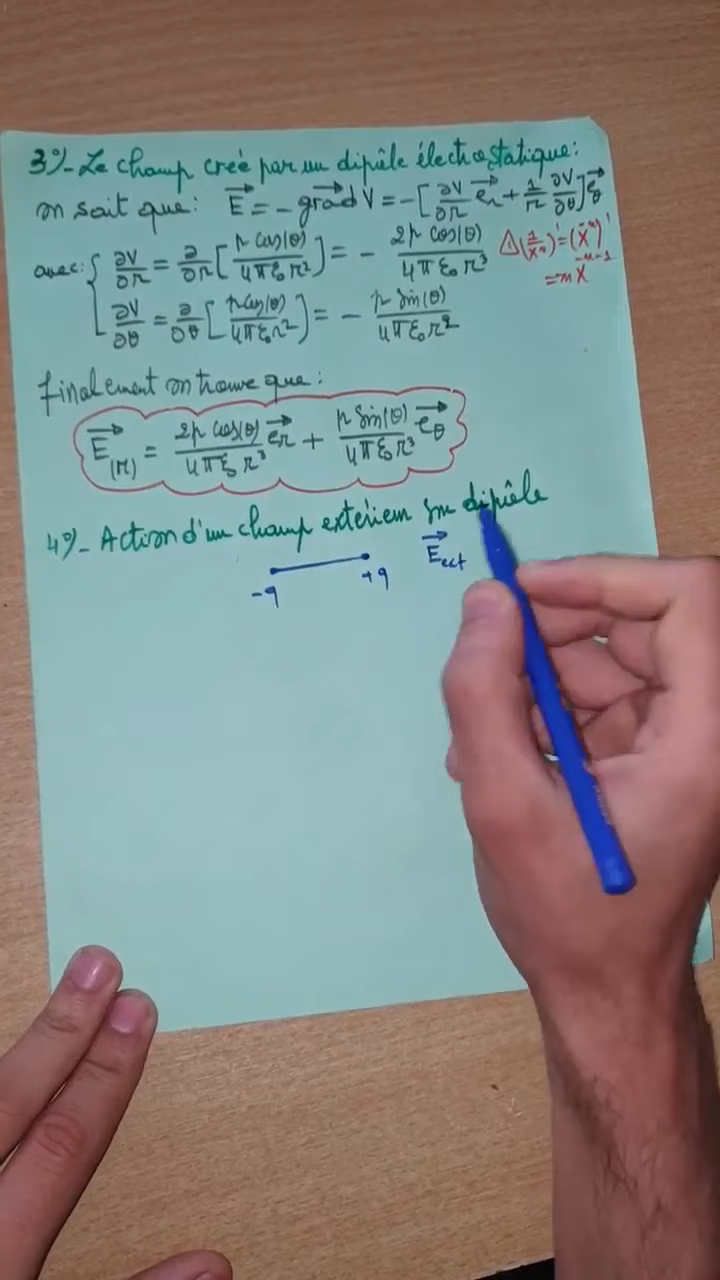 3°/- Le champ créé par un dipôle électrostatique:
on sait que: E⃗ = - grad⃗ V = - [∂V/∂r e⃗r + 1/r ∂V/∂θ] e⃗θ
avec: { ∂V/∂r = ∂/∂r [p cos(θ)/4πε₀r²] = - 2p cos(θ)/4πε₀r³
∂V/∂θ = ∂/∂θ [p cos(θ)/4πε₀r²] = - p sin(θ)/4πε₀r²
⚠(1/xⁿ)' = (x⁻ⁿ)'
= n x⁻ⁿ⁻¹
finalement on trouve que:
E⃗(M) = 2p cos(θ)/4πε₀r³ e⃗r + p sin(θ)/4πε₀r³ e⃗θ
4°/- Action d'un champ extérieur sur dipôle
-q +q E⃗ext